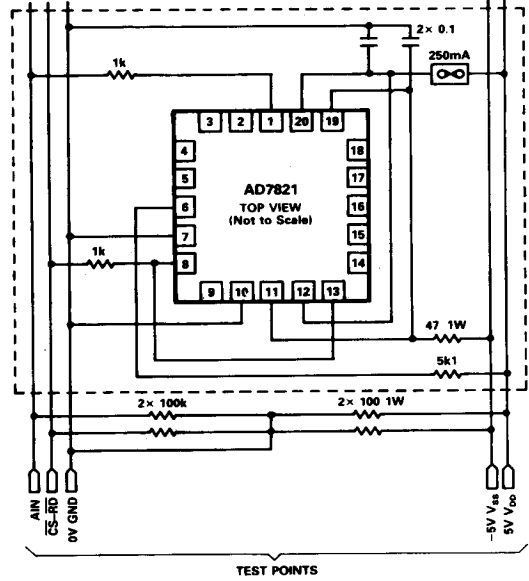 2× 0.1
1k
250mA
3 2 1 20 19
4 18
5 17
AD7821
TOP VIEW
(Not to Scale)
6 16
7 15
1k
8 14
9 10 11 12 13
47 1W
5k1
2× 100k 2× 100 1W
AIN
CS-RD
0V GND
-5V VSS
5V VDD
TEST POINTS